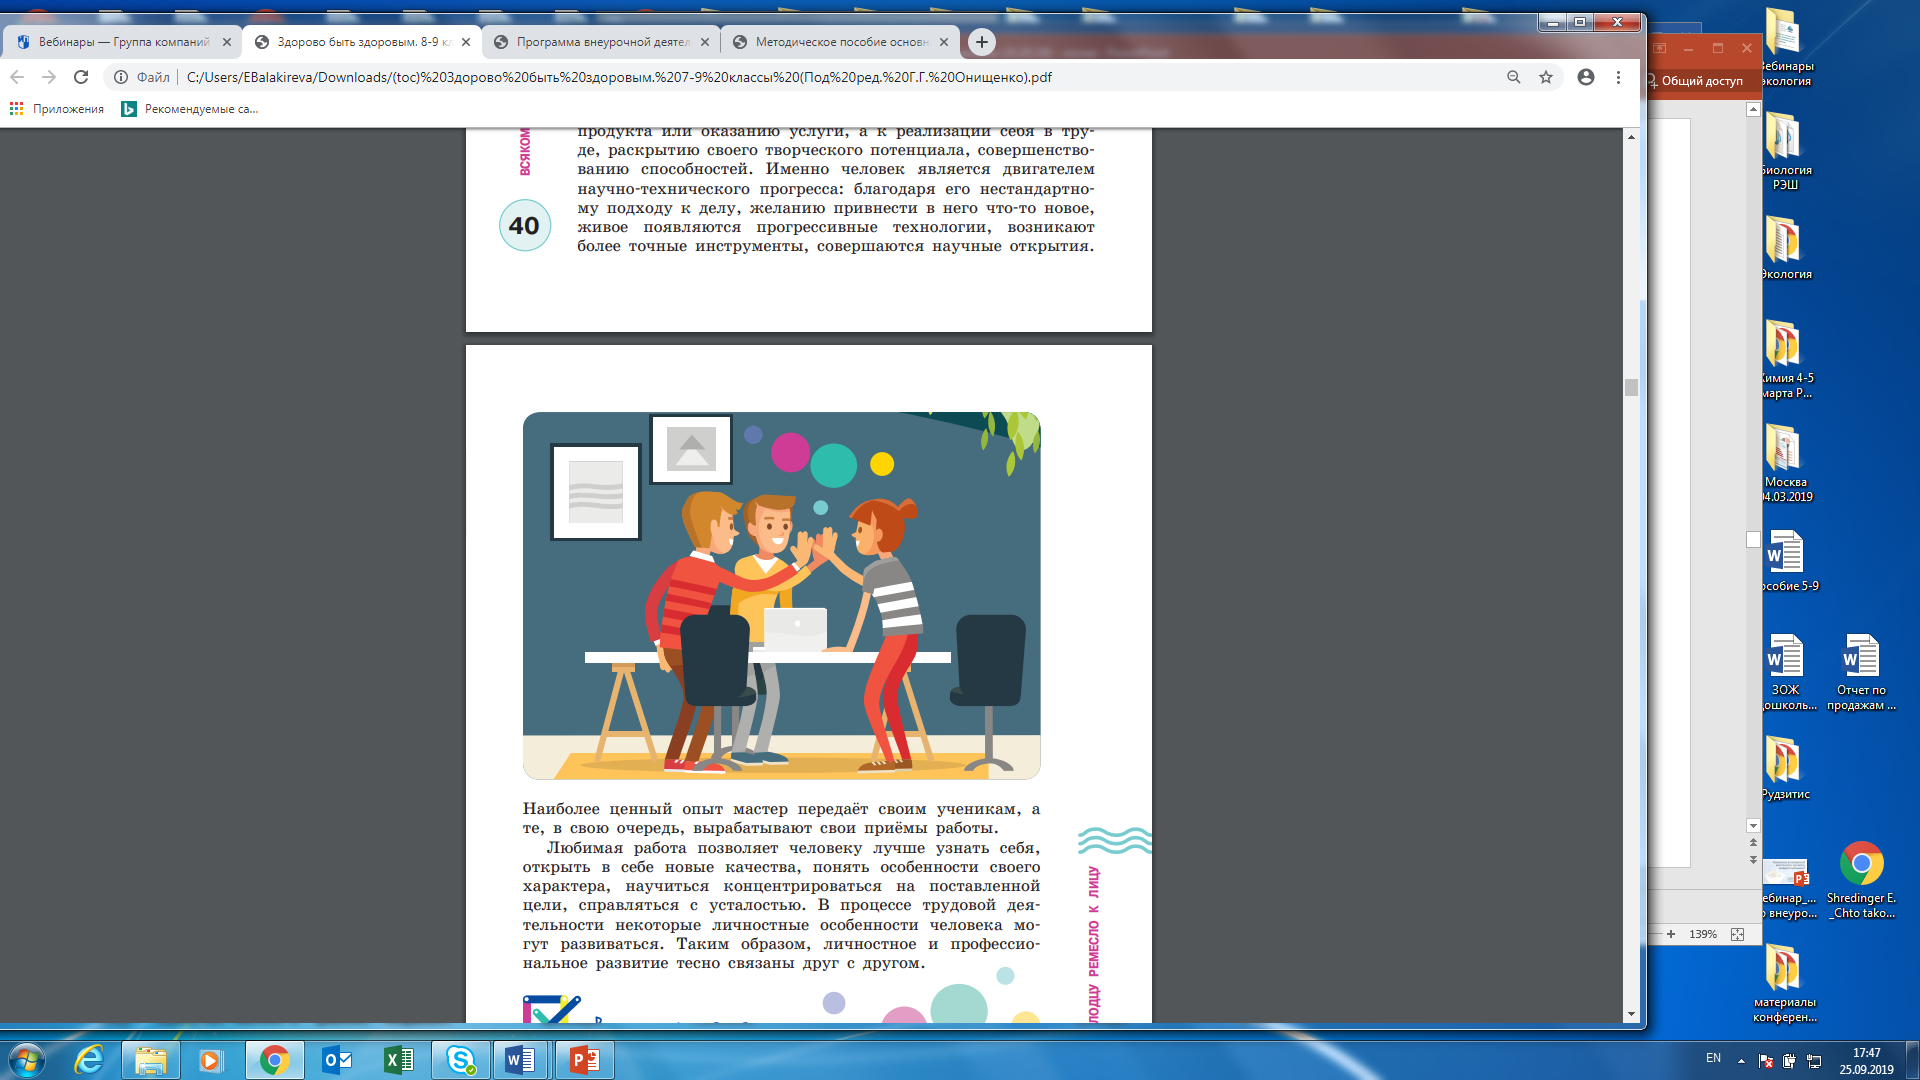 Вебинары — Группа компаний
Здорово быть здоровым. 8-9 кл
Программа внеурочной деятел
Методическое пособие основн
Файл
C:/Users/EBalakireva/Downloads/(toc)%20Здорово%20быть%20здоровым.%207-9%20классы%20(Под%20ред.%20Г.Г.%20Онищенко).pdf
Приложения
Рекомендуемые са...
Общий доступ
продукта или оказанию услуги, а к реализации себя в тру-
де, раскрытию своего творческого потенциала, совершенство-
ванию способностей. Именно человек является двигателем
научно-технического прогресса: благодаря его нестандартно-
му подходу к делу, желанию привнести в него что-то новое,
живое появляются прогрессивные технологии, возникают
более точные инструменты, совершаются научные открытия.
ВСЯКОМ
40
Наиболее ценный опыт мастер передаёт своим ученикам, а
те, в свою очередь, вырабатывают свои приёмы работы.
Любимая работа позволяет человеку лучше узнать себя,
открыть в себе новые качества, понять особенности своего
характера, научиться концентрироваться на поставленной
цели, справляться с усталостью. В процессе трудовой дея-
тельности некоторые личностные особенности человека мо-
гут развиваться. Таким образом, личностное и профессио-
нальное развитие тесно связаны друг с другом.
ЛОДЦУ РЕМЕСЛО К ЛИЦУ
139%
Вебинары
экология
Биология
РЭШ
Экология
Химия 4-5
марта Р...
Москва
04.03.2019
особие 5-9
ЗОЖ
дошколь...
Отчет по
продажам ...
Рудзитис
ебинар_...
о внеуро...
Shredinger E.
_Chto tako...
материалы
конферен...
EN
17:47
25.09.2019